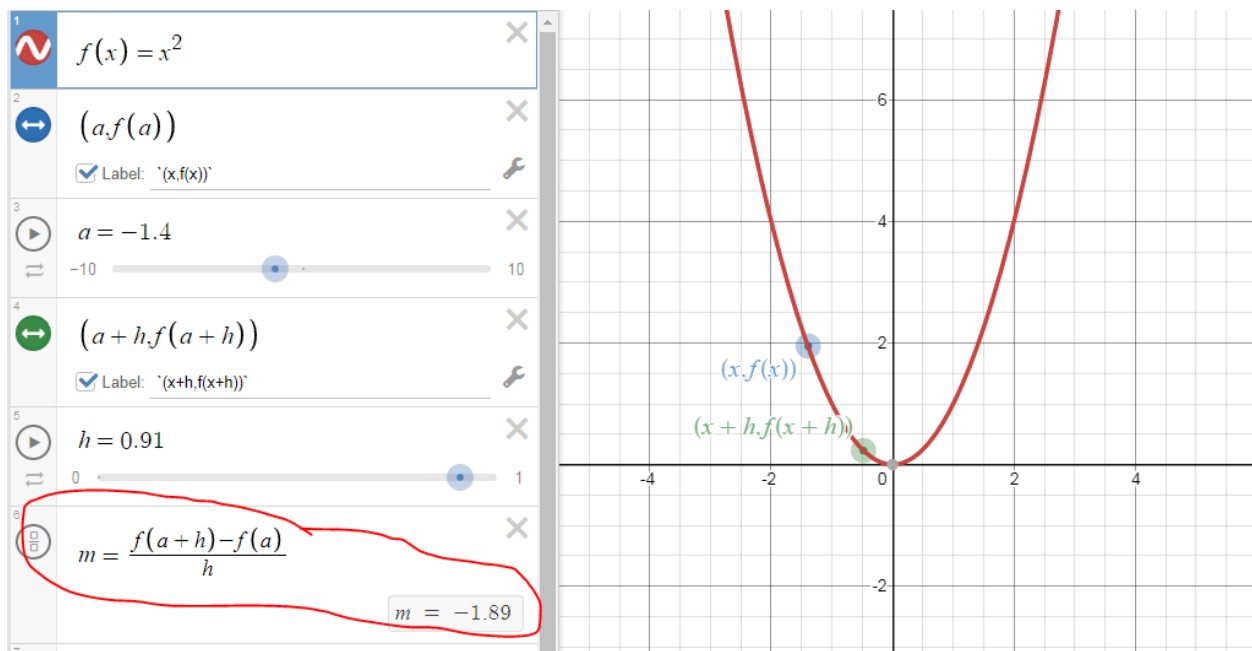 1
f(x) = x²
2
(a,f(a))
Label: `(x,f(x))`
3
a = −1.4
−10 10
4
(a + h,f(a + h))
Label: `(x+h,f(x+h))`
5
h = 0.91
0 1
6
m = \frac{f(a+h)−f(a)}{h}
m = −1.89
6
4
2
(x,f(x))
(x + h,f(x + h))
-4 -2 0 2 4
-2